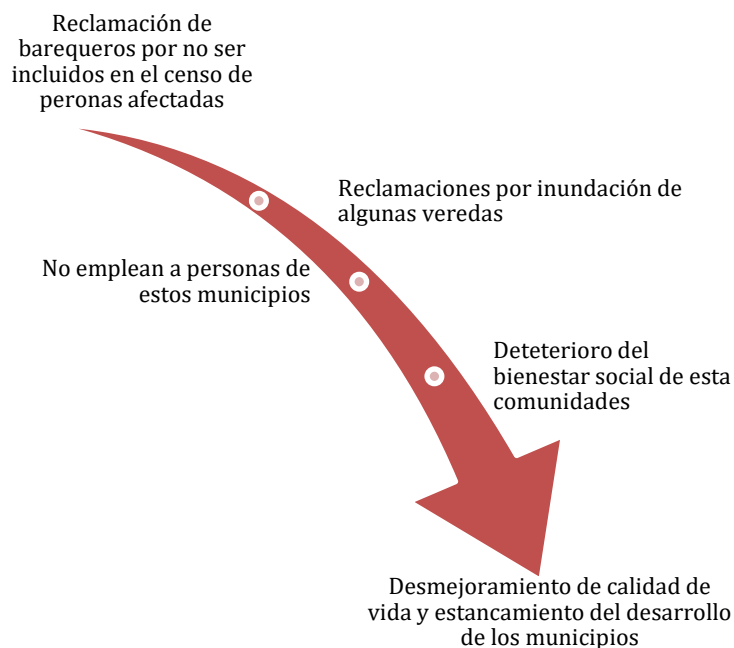 Reclamación de
barequeros por no ser
incluidos en el censo de
peronas afectadas
Reclamaciones por inundación de
algunas veredas
No emplean a personas de
estos municipios
Deteterioro del
bienestar social de esta
comunidades
Desmejoramiento de calidad de
vida y estancamiento del desarrollo
de los municipios